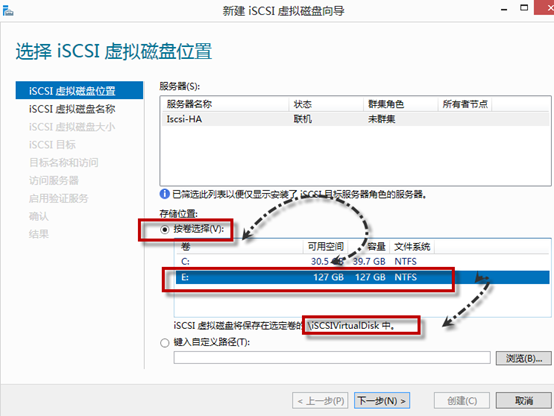 新建 iSCSI 虚拟磁盘向导
选择 iSCSI 虚拟磁盘位置
iSCSI 虚拟磁盘位置
iSCSI 虚拟磁盘名称
iSCSI 虚拟磁盘大小
iSCSI 目标
目标名称和访问
访问服务器
启用验证服务
确认
结果
服务器(S):
服务器名称 状态 群集角色 所有者节点
Iscsi-HA 联机 未群集
已筛选此列表以便仅显示安装了 iSCSI 目标服务器角色的服务器。
存储位置:
按卷选择(V):
卷 可用空间 容量 文件系统
C: 30.5 GB 39.7 GB NTFS
E: 127 GB 127 GB NTFS
iSCSI 虚拟磁盘将保存在选定卷的 \iSCSIVirtualDisk 中。
键入自定义路径(T):
浏览(B)...
< 上一步(P) 下一步(N) > 创建(C) 取消